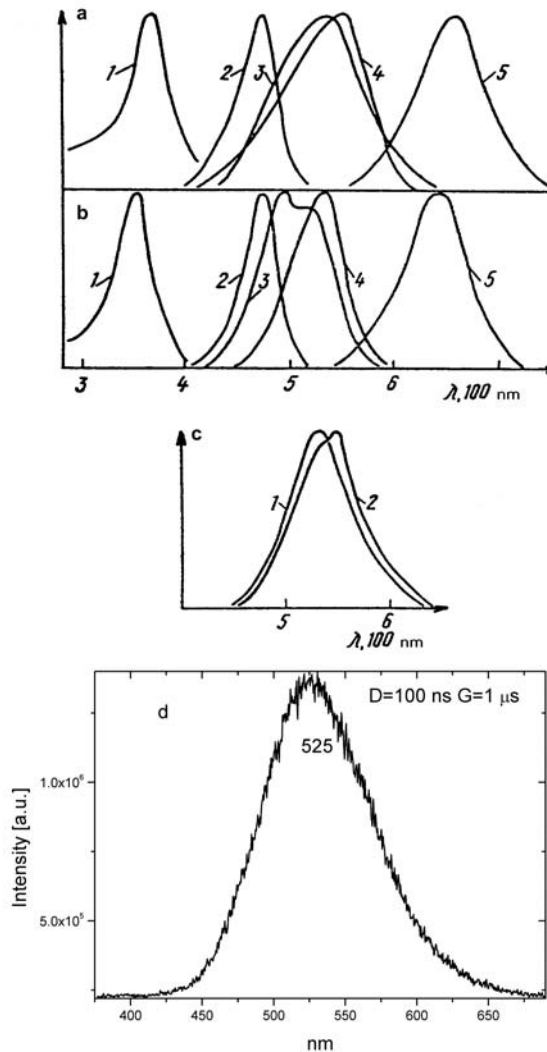 a
1
2
3
4
5
b
1
2
3
4
5
3 4 5 6
λ, 100 nm
c
1
2
5 6
λ, 100 nm
d
D=100 ns G=1 μs
525
1.0x10⁶
5.0x10⁵
Intensity [a.u.]
400 450 500 550 600 650
nm